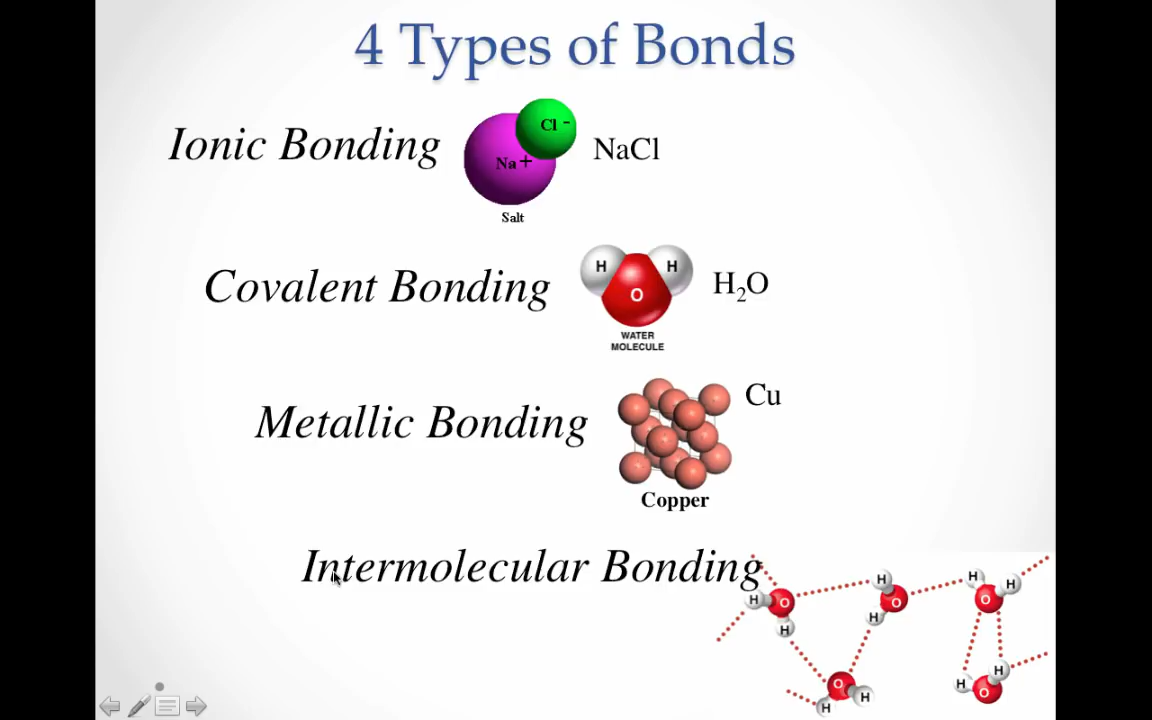 4 Types of Bonds
Ionic Bonding
Cl -
Na +
NaCl
Salt
Covalent Bonding
H H
O
H₂O
WATER
MOLECULE
Metallic Bonding
Cu
Copper
Intermolecular Bonding
H O H
H O H
H O H
H O H
H O H